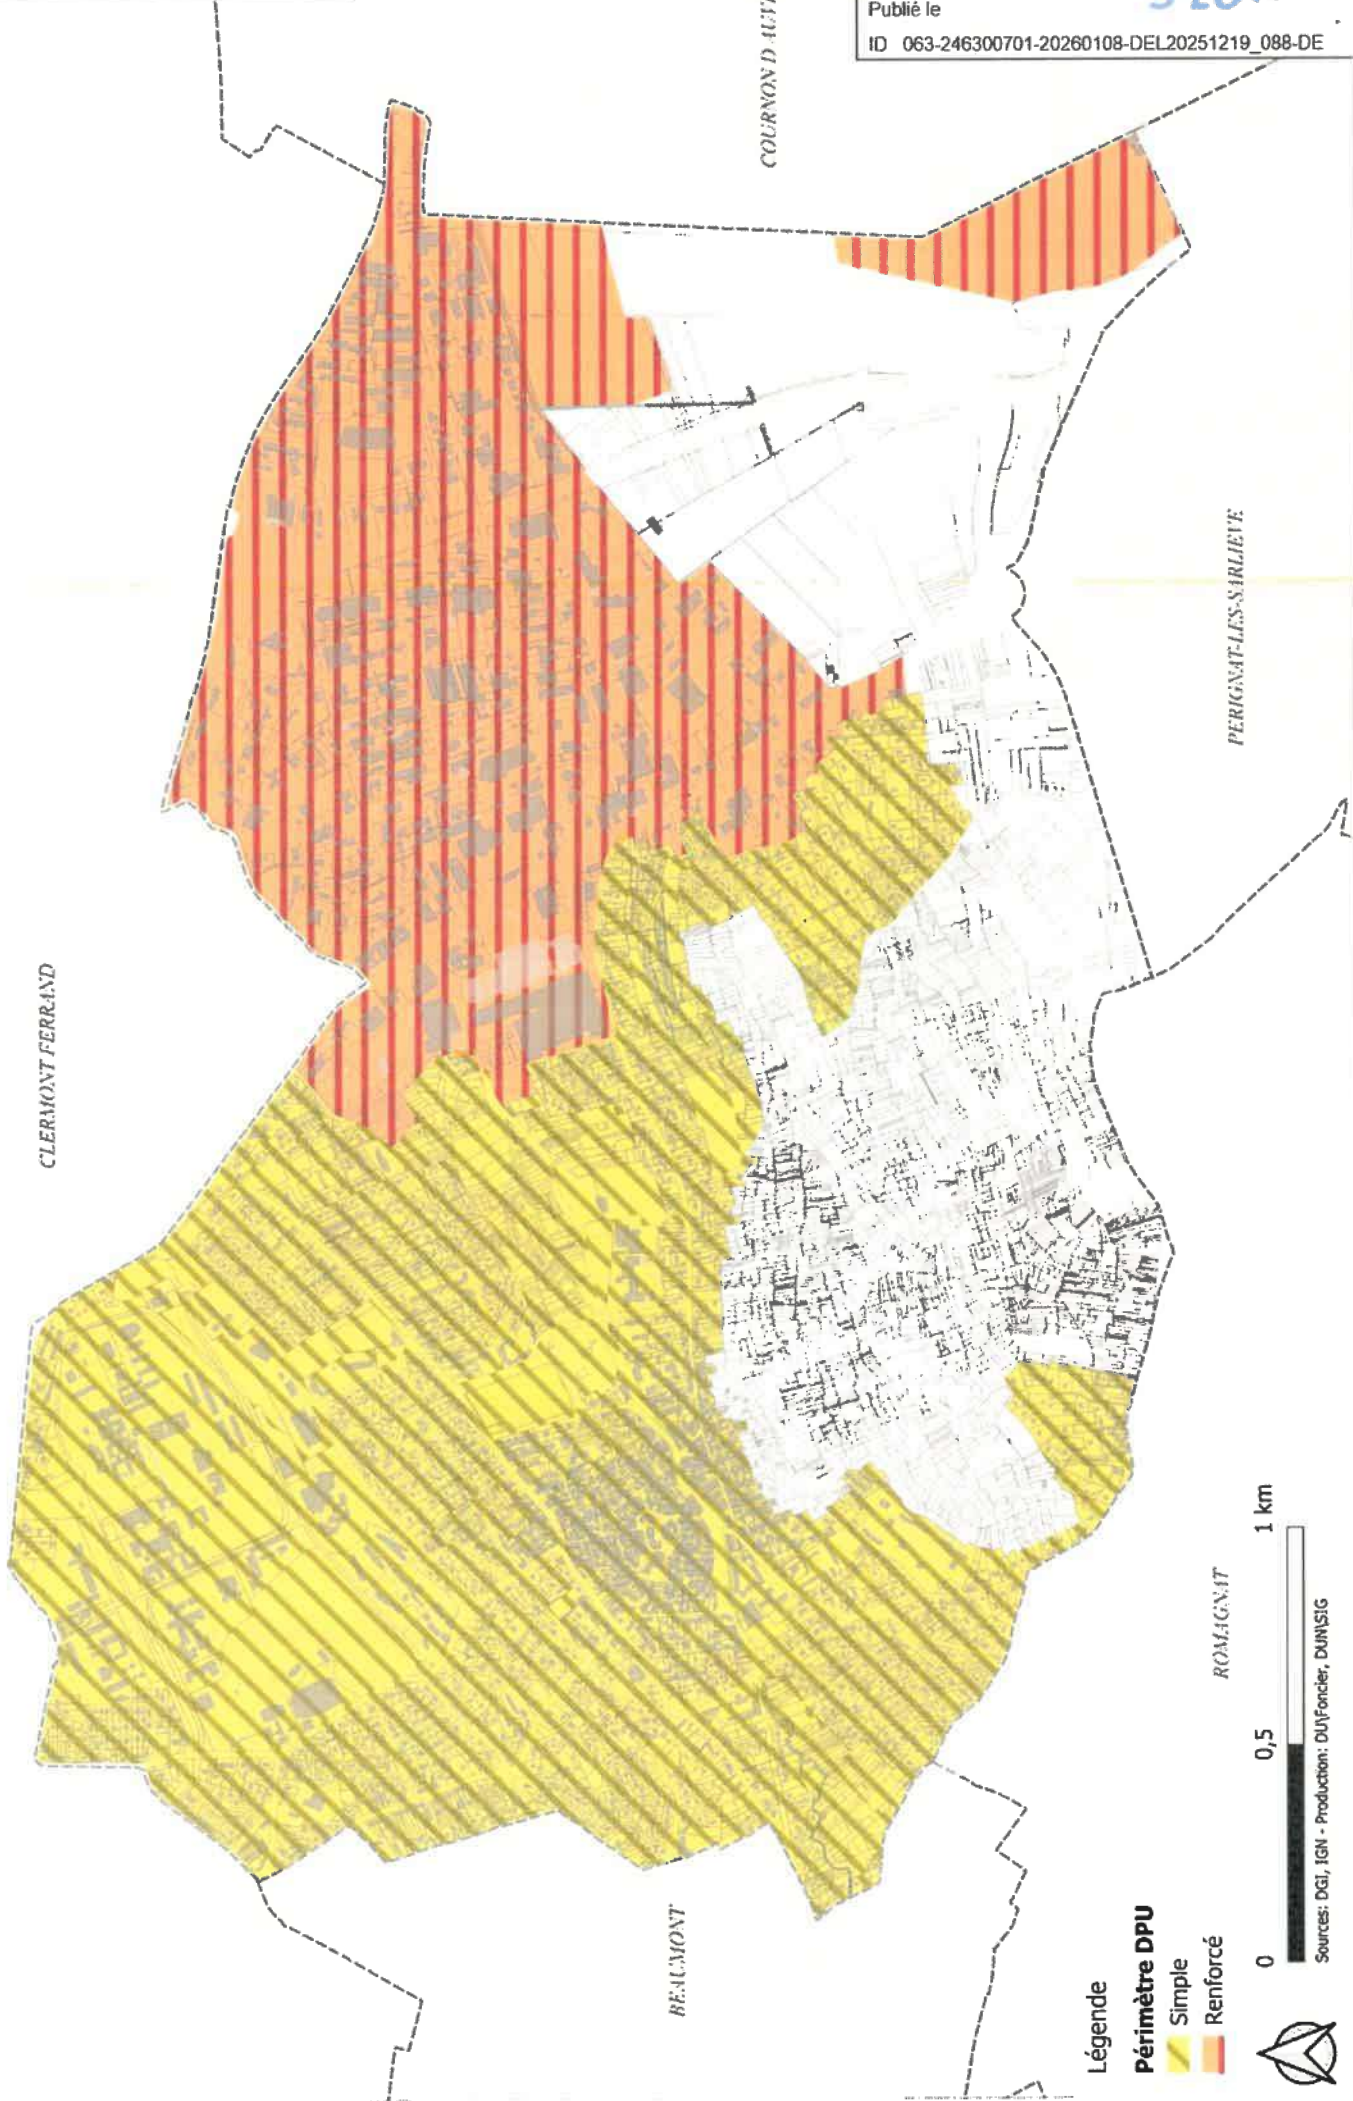 Publié le
ID 063-246300701-20260108-DEL20251219_088-DE
COURNON D'AUV
CLERMONT FERRAND
PERIGNAT-LES-SARLIEVE
BEAUMONT
ROMAGNAT
Légende
Périmètre DPU
Simple
Renforcé
0 0,5 1 km
Sources: DGI, IGN - Production: DU\Foncier, DUN\SIG